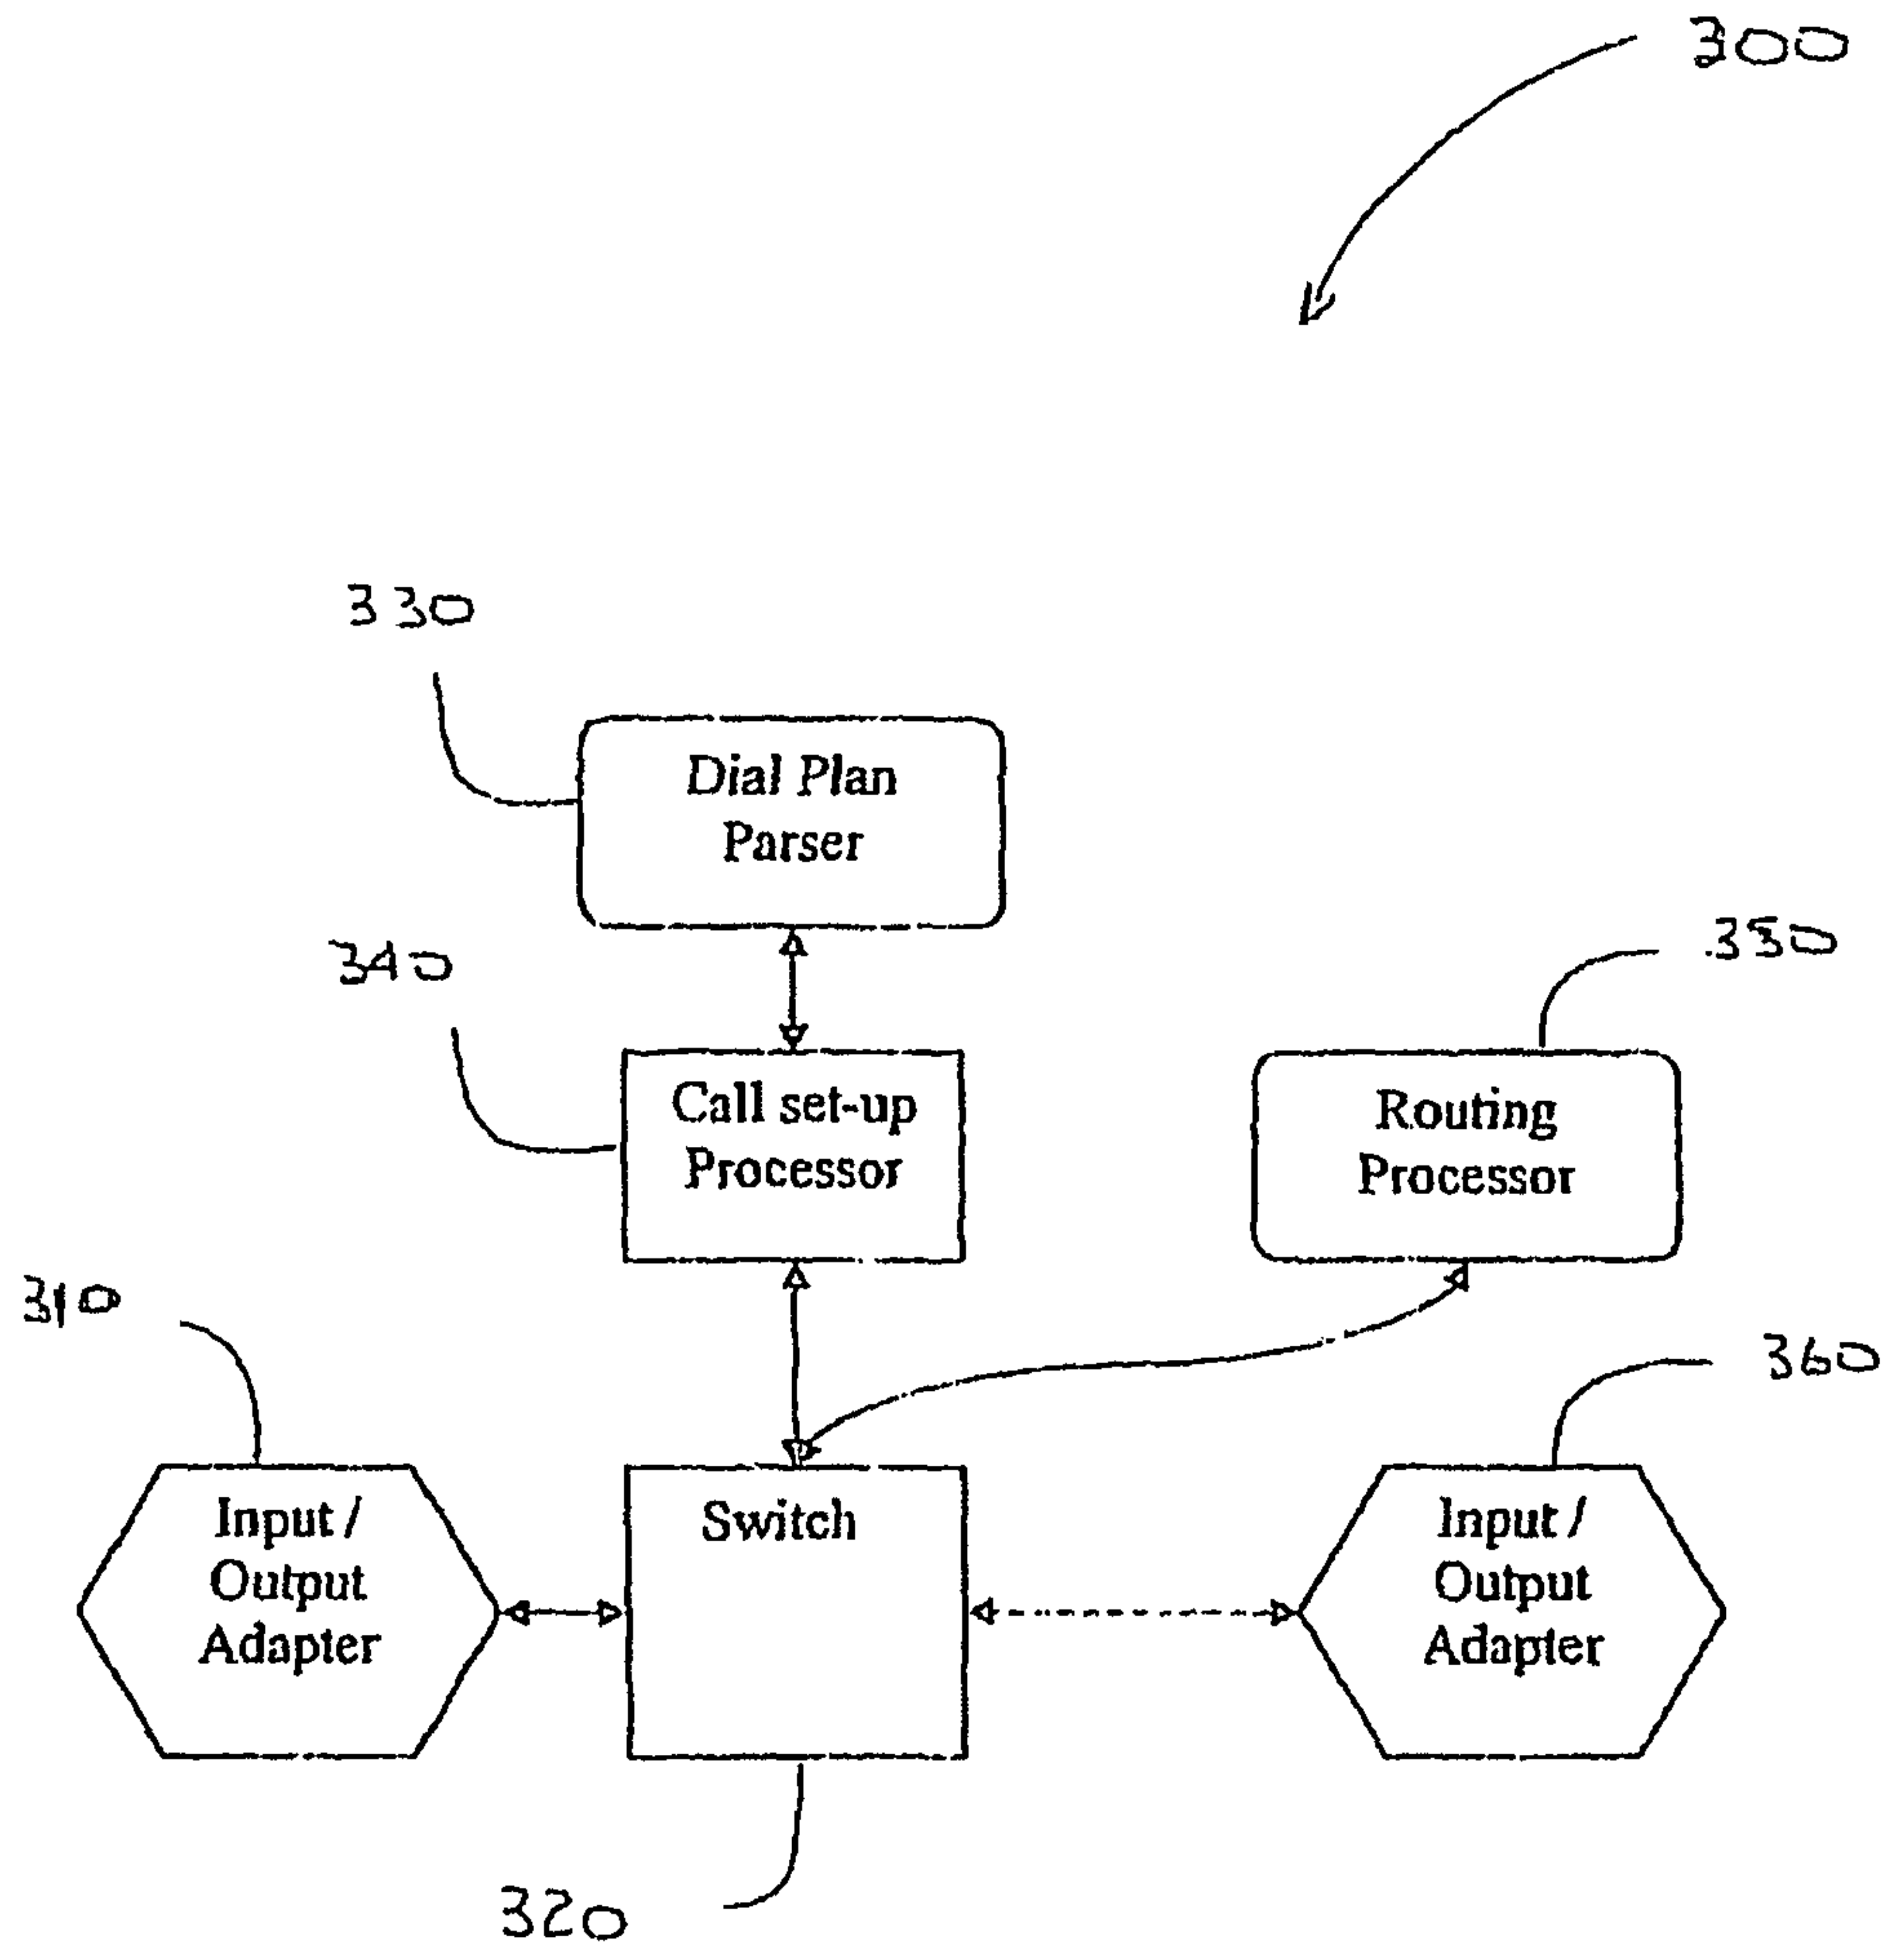 300
330
Dial Plan
Parser
340
350
Call set-up
Processor
Routing
Processor
310
360
Input /
Output
Adapter
Switch
Input /
Output
Adapter
320